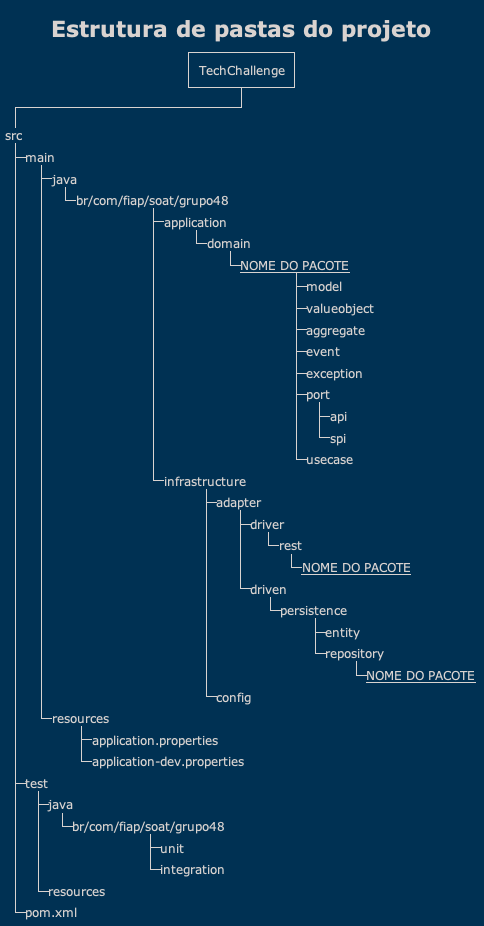 Estrutura de pastas do projeto
TechChallenge
src
main
java
br/com/fiap/soat/grupo48
application
domain
NOME DO PACOTE
model
valueobject
aggregate
event
exception
port
api
spi
usecase
infrastructure
adapter
driver
rest
NOME DO PACOTE
driven
persistence
entity
repository
NOME DO PACOTE
config
resources
application.properties
application-dev.properties
test
java
br/com/fiap/soat/grupo48
unit
integration
resources
pom.xml